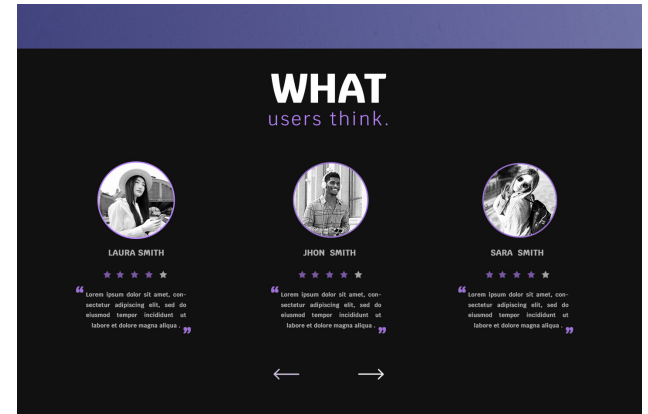 WHAT
users think.
LAURA SMITH
JHON SMITH
SARA SMITH
“ Lorem ipsum dolor sit amet, con-
sectetur adipiscing elit, sed do
eiusmod tempor incididunt ut
labore et dolore magna aliqua . ”
“ Lorem ipsum dolor sit amet, con-
sectetur adipiscing elit, sed do
eiusmod tempor incididunt ut
labore et dolore magna aliqua . ”
“ Lorem ipsum dolor sit amet, con-
sectetur adipiscing elit, sed do
eiusmod tempor incididunt ut
labore et dolore magna aliqua . ”